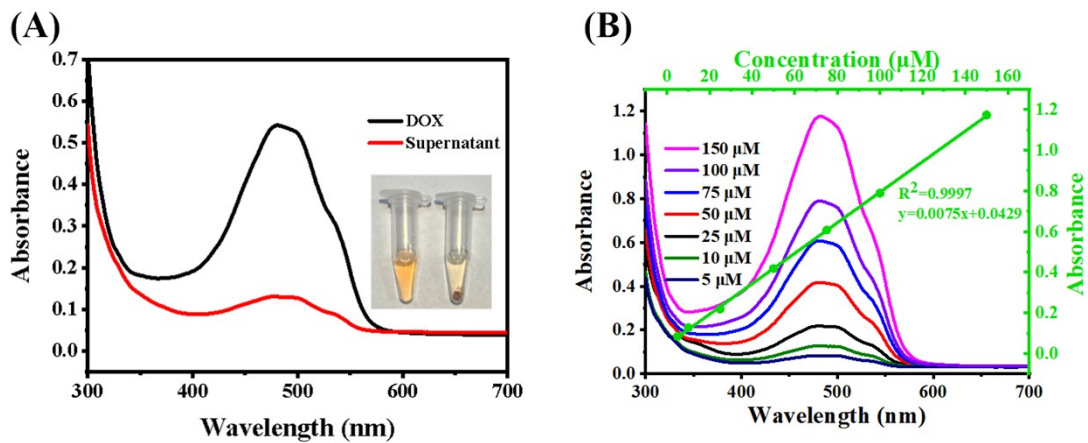 (A)
0.7
0.6
0.5
0.4
0.3
0.2
0.1
0.0
Absorbance
DOX
Supernatant
300 400 500 600 700
Wavelength (nm)
(B)
Concentration (μM)
0 20 40 60 80 100 120 140 160
1.2
1.0
0.8
0.6
0.4
0.2
0.0
Absorbance
150 μM
100 μM
75 μM
50 μM
25 μM
10 μM
5 μM
R²=0.9997
y=0.0075x+0.0429
1.2
1.0
0.8
0.6
0.4
0.2
0.0
Absorbance
300 400 500 600 700
Wavelength (nm)